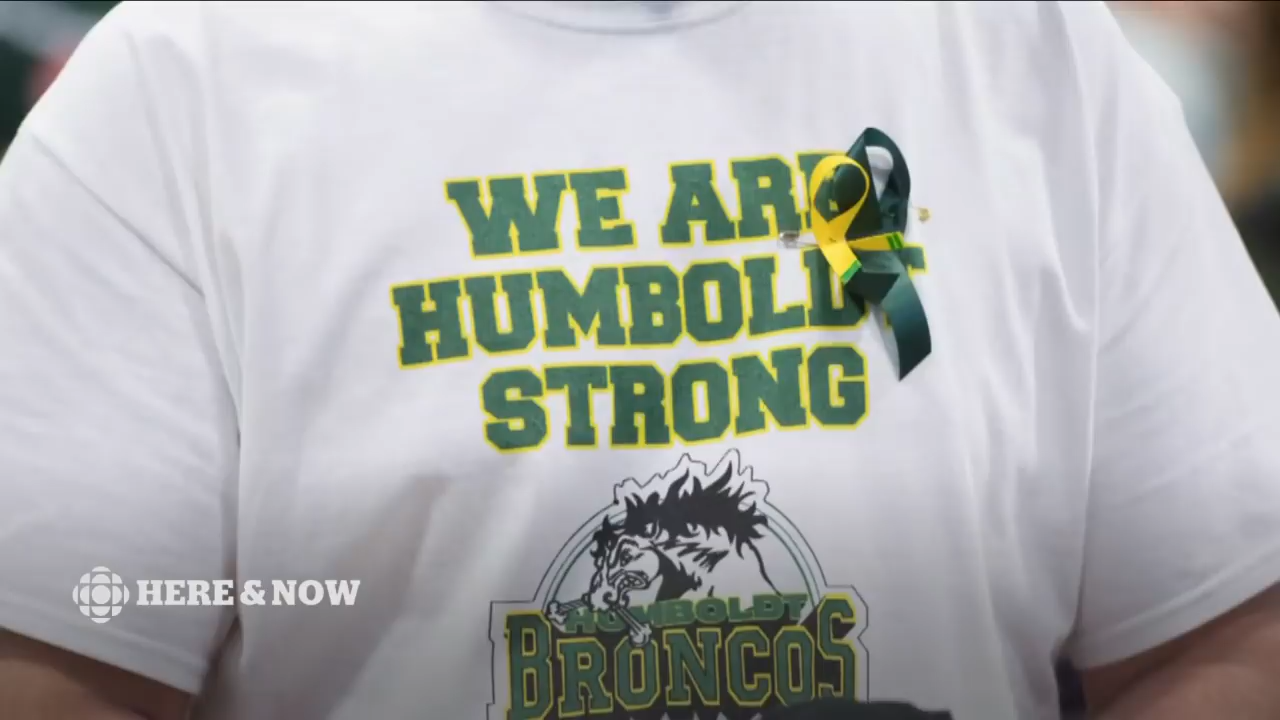 WE ARE
HUMBOLDT
STRONG
HUMBOLDT
BRONCOS
HERE & NOW